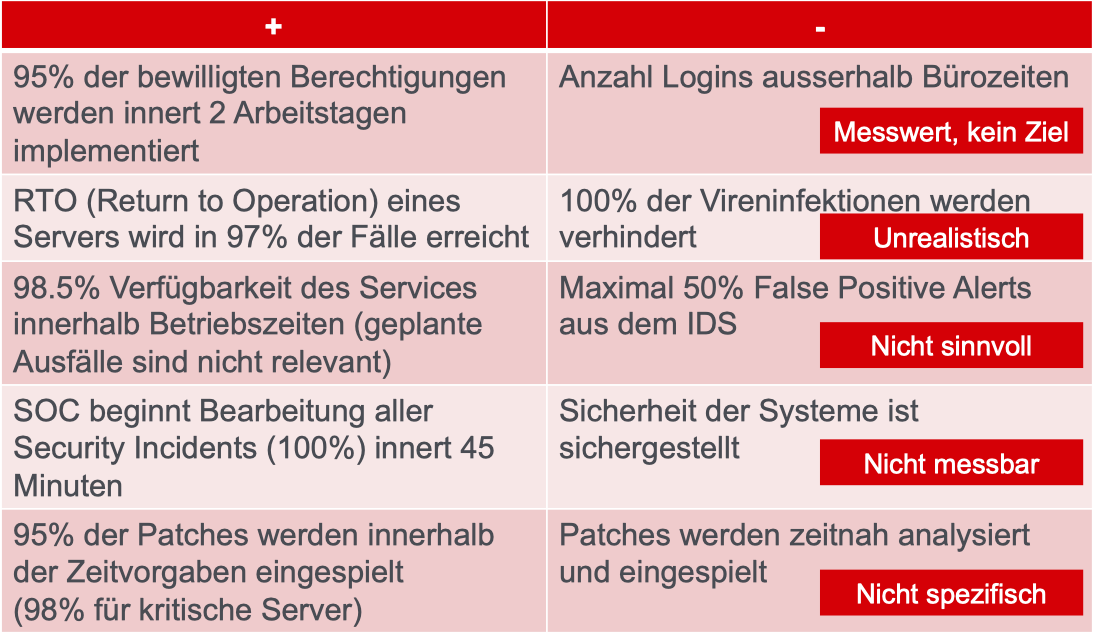 +
-
95% der bewilligten Berechtigungen
werden innert 2 Arbeitstagen
implementiert
Anzahl Logins ausserhalb Bürozeiten
Messwert, kein Ziel
RTO (Return to Operation) eines
Servers wird in 97% der Fälle erreicht
100% der Vireninfektionen werden
verhindert
Unrealistisch
98.5% Verfügbarkeit des Services
innerhalb Betriebszeiten (geplante
Ausfälle sind nicht relevant)
Maximal 50% False Positive Alerts
aus dem IDS
Nicht sinnvoll
SOC beginnt Bearbeitung aller
Security Incidents (100%) innert 45
Minuten
Sicherheit der Systeme ist
sichergestellt
Nicht messbar
95% der Patches werden innerhalb
der Zeitvorgaben eingespielt
(98% für kritische Server)
Patches werden zeitnah analysiert
und eingespielt
Nicht spezifisch